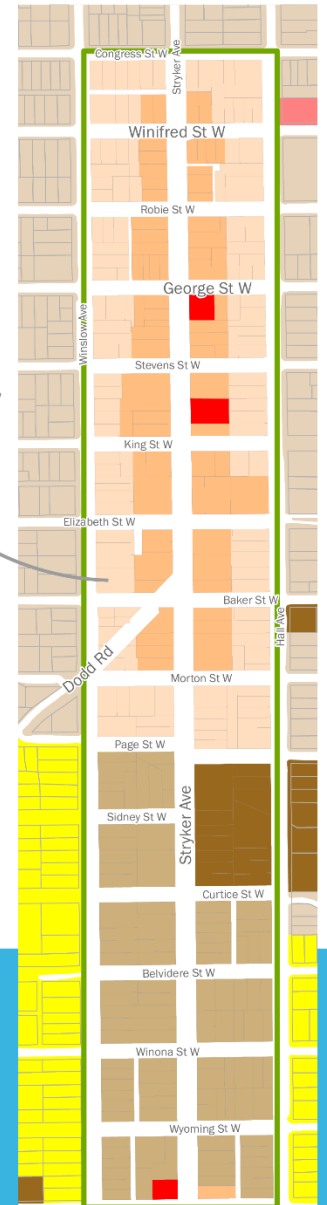 Congress St W
Stryker Ave
Winifred St W
Robie St W
George St W
Winslow Ave
Stevens St W
King St W
Elizabeth St W
Baker St W
Hall Ave
Dodd Rd
Morton St W
Page St W
Stryker Ave
Sidney St W
Curtice St W
Belvidere St W
Winona St W
Wyoming St W